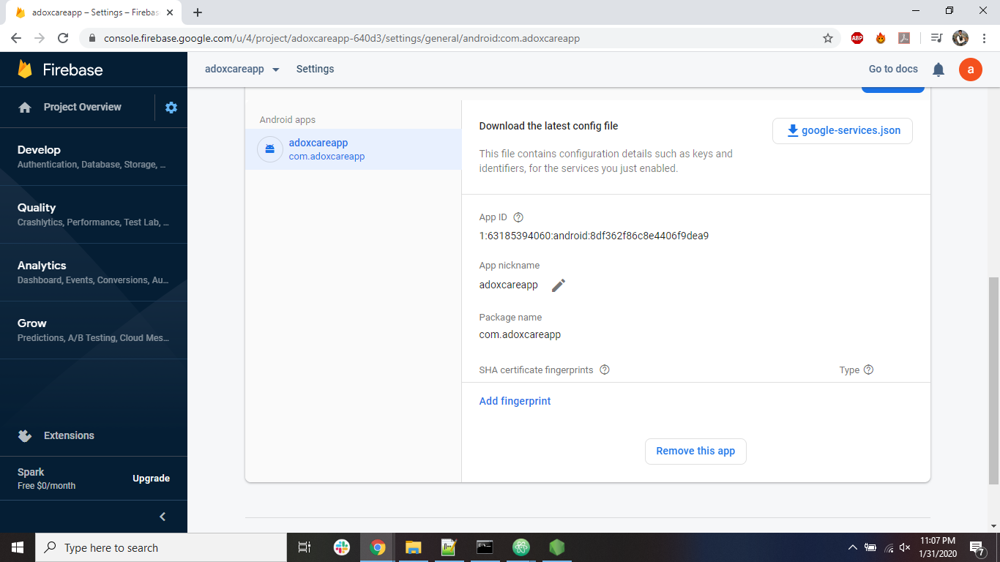 adoxcareapp – Settings – Firebas
console.firebase.google.com/u/4/project/adoxcareapp-640d3/settings/general/android:com.adoxcareapp
ABP
Firebase
adoxcareapp
Settings
Go to docs
a
Project Overview
Develop
Authentication, Database, Storage, ...
Quality
Crashlytics, Performance, Test Lab, ...
Analytics
Dashboard, Events, Conversions, Au...
Grow
Predictions, A/B Testing, Cloud Mes...
Extensions
Spark
Free $0/month
Upgrade
Android apps
adoxcareapp
com.adoxcareapp
Download the latest config file
google-services.json
This file contains configuration details such as keys and
identifiers, for the services you just enabled.
App ID
1:63185394060:android:8df362f86c8e4406f9dea9
App nickname
adoxcareapp
Package name
com.adoxcareapp
SHA certificate fingerprints
Type
Add fingerprint
Remove this app
Type here to search
11:07 PM
1/31/2020
7